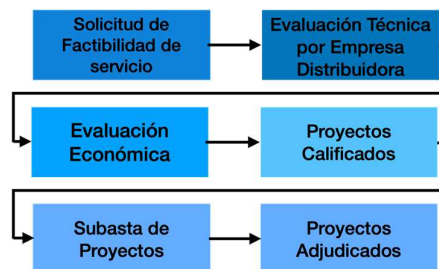 Solicitud de
Factibilidad de
servicio
Evaluación Técnica
por Empresa
Distribuidora
Evaluación
Económica
Proyectos
Calificados
Subasta de
Proyectos
Proyectos
Adjudicados